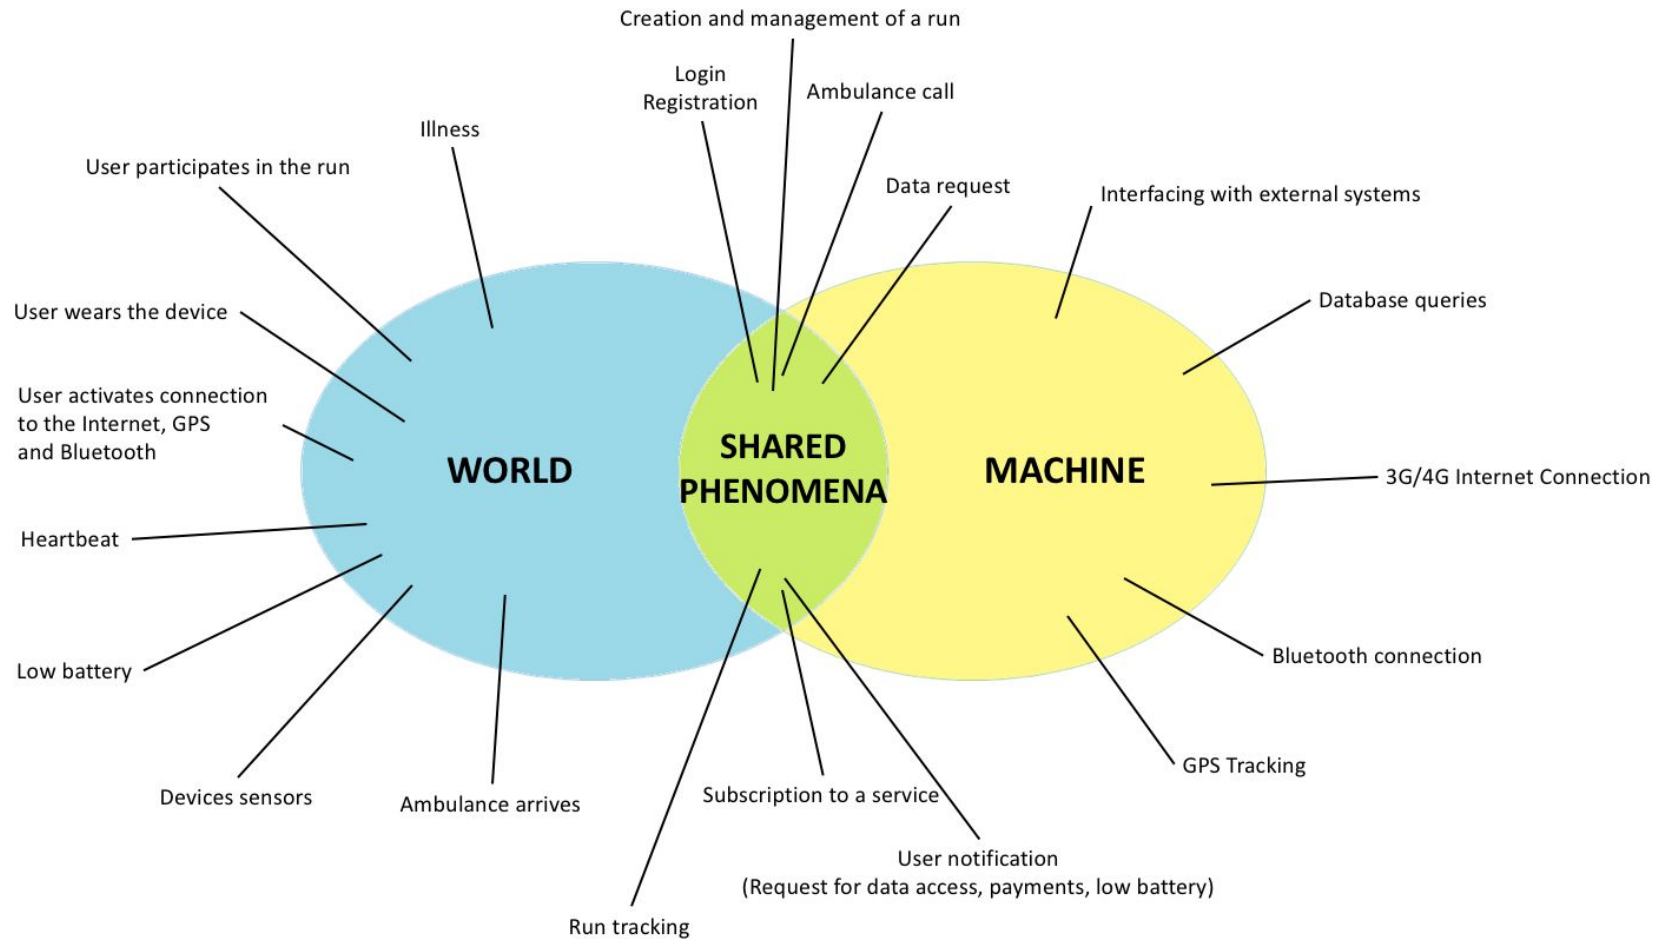 Creation and management of a run
Login
Registration
Ambulance call
Illness
User participates in the run
Data request
Interfacing with external systems
User wears the device
Database queries
User activates connection
to the Internet, GPS
and Bluetooth
WORLD
SHARED
PHENOMENA
MACHINE
3G/4G Internet Connection
Heartbeat
Low battery
Bluetooth connection
GPS Tracking
Devices sensors
Ambulance arrives
Subscription to a service
User notification
(Request for data access, payments, low battery)
Run tracking